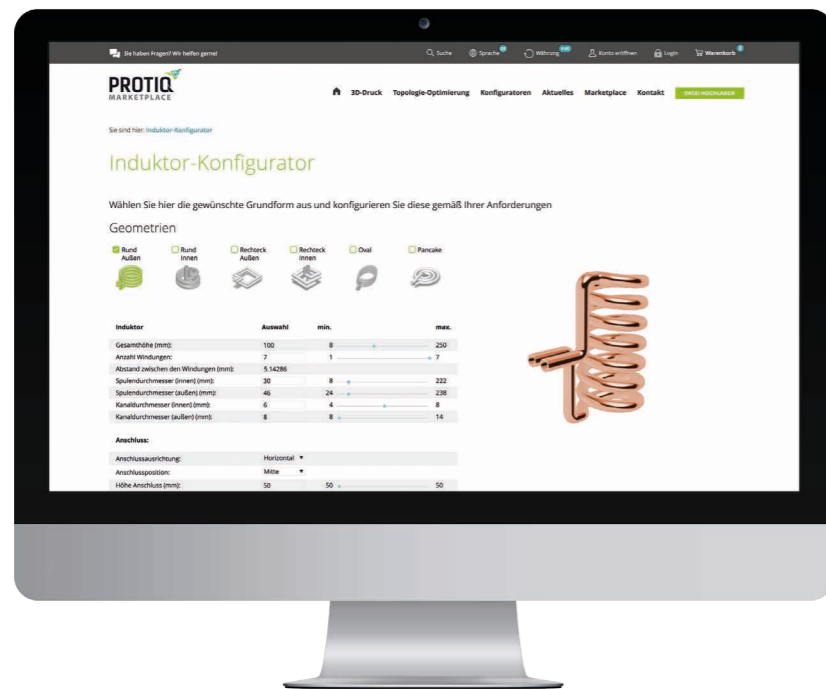 Sie haben Fragen? Wir helfen gerne!
Suche
Sprache
Währung
Konto eröffnen
Login
Warenkorb
PROTIQ
MARKETPLACE
3D-Druck
Topologie-Optimierung
Konfiguratoren
Aktuelles
Marketplace
Kontakt
DATEI HOCHLADEN
Sie sind hier: Induktor-Konfigurator
Induktor-Konfigurator
Wählen Sie hier die gewünschte Grundform aus und konfigurieren Sie diese gemäß Ihrer Anforderungen
Geometrien
Rund Außen
Rund Innen
Rechteck Außen
Rechteck Innen
Oval
Pancake
Induktor Auswahl min. max.
Gesamthöhe (mm): 100 8 250
Anzahl Windungen: 7 1 7
Abstand zwischen den Windungen (mm): 5.14286
Spulendurchmesser (innen) (mm): 30 8 222
Spulendurchmesser (außen) (mm): 46 24 238
Kanaldurchmesser (innen) (mm): 6 4 8
Kanaldurchmesser (außen) (mm): 8 8 14
Anschluss:
Anschlussausrichtung: Horizontal
Anschlussposition: Mitte
Höhe Anschluss (mm): 50 50 50